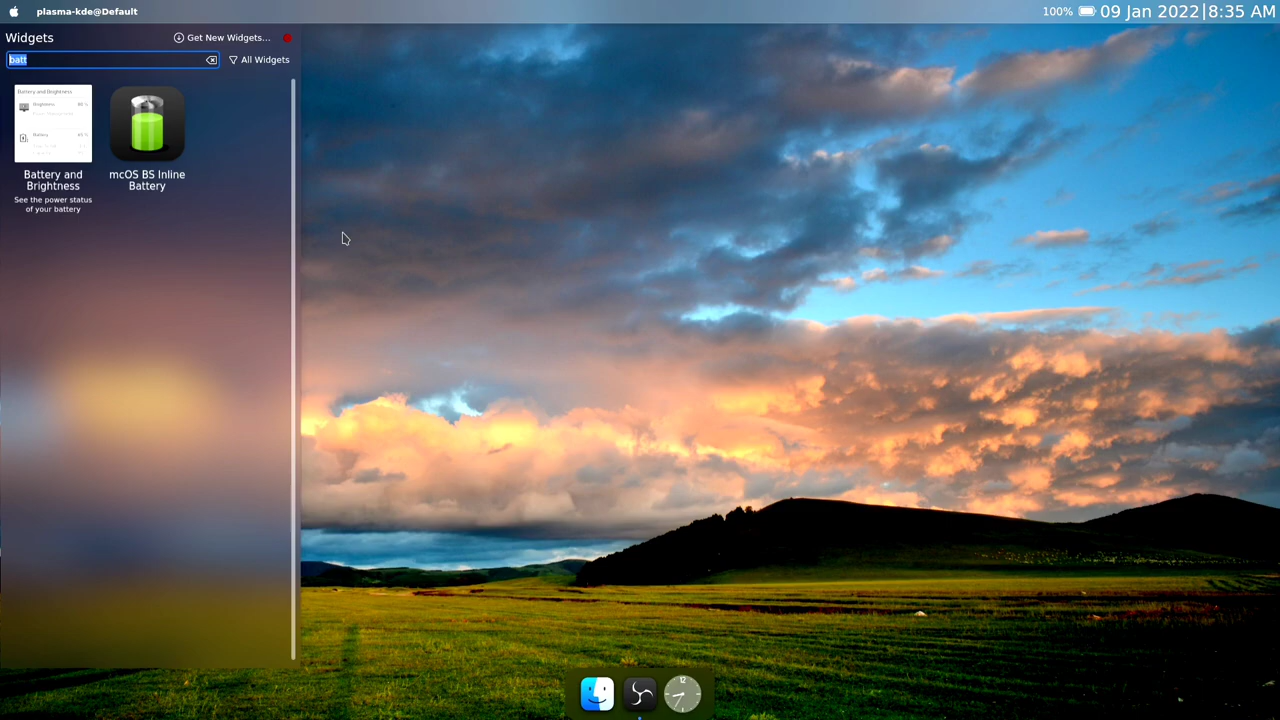 plasma-kde@Default
100%
09 Jan 2022|8:35 AM
Widgets
Get New Widgets...
batt
All Widgets
Battery and Brightness
Brightness
Battery
Battery and
Brightness
See the power status
of your battery
mcOS BS Inline
Battery
12